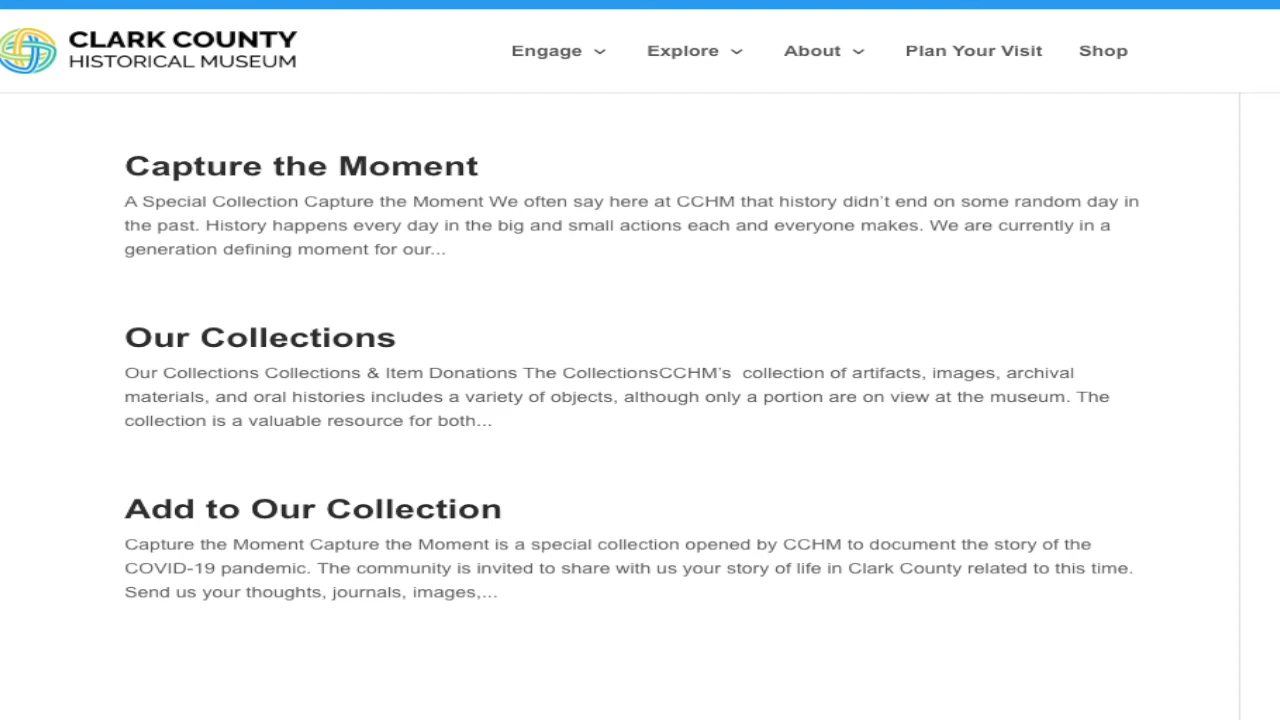 CLARK COUNTY
HISTORICAL MUSEUM
Engage Explore About Plan Your Visit Shop
Capture the Moment
A Special Collection Capture the Moment We often say here at CCHM that history didn't end on some random day in
the past. History happens every day in the big and small actions each and everyone makes. We are currently in a
generation defining moment for our...
Our Collections
Our Collections Collections & Item Donations The CollectionsCCHM's  collection of artifacts, images, archival
materials, and oral histories includes a variety of objects, although only a portion are on view at the museum. The
collection is a valuable resource for both...
Add to Our Collection
Capture the Moment Capture the Moment is a special collection opened by CCHM to document the story of the
COVID-19 pandemic. The community is invited to share with us your story of life in Clark County related to this time.
Send us your thoughts, journals, images,...